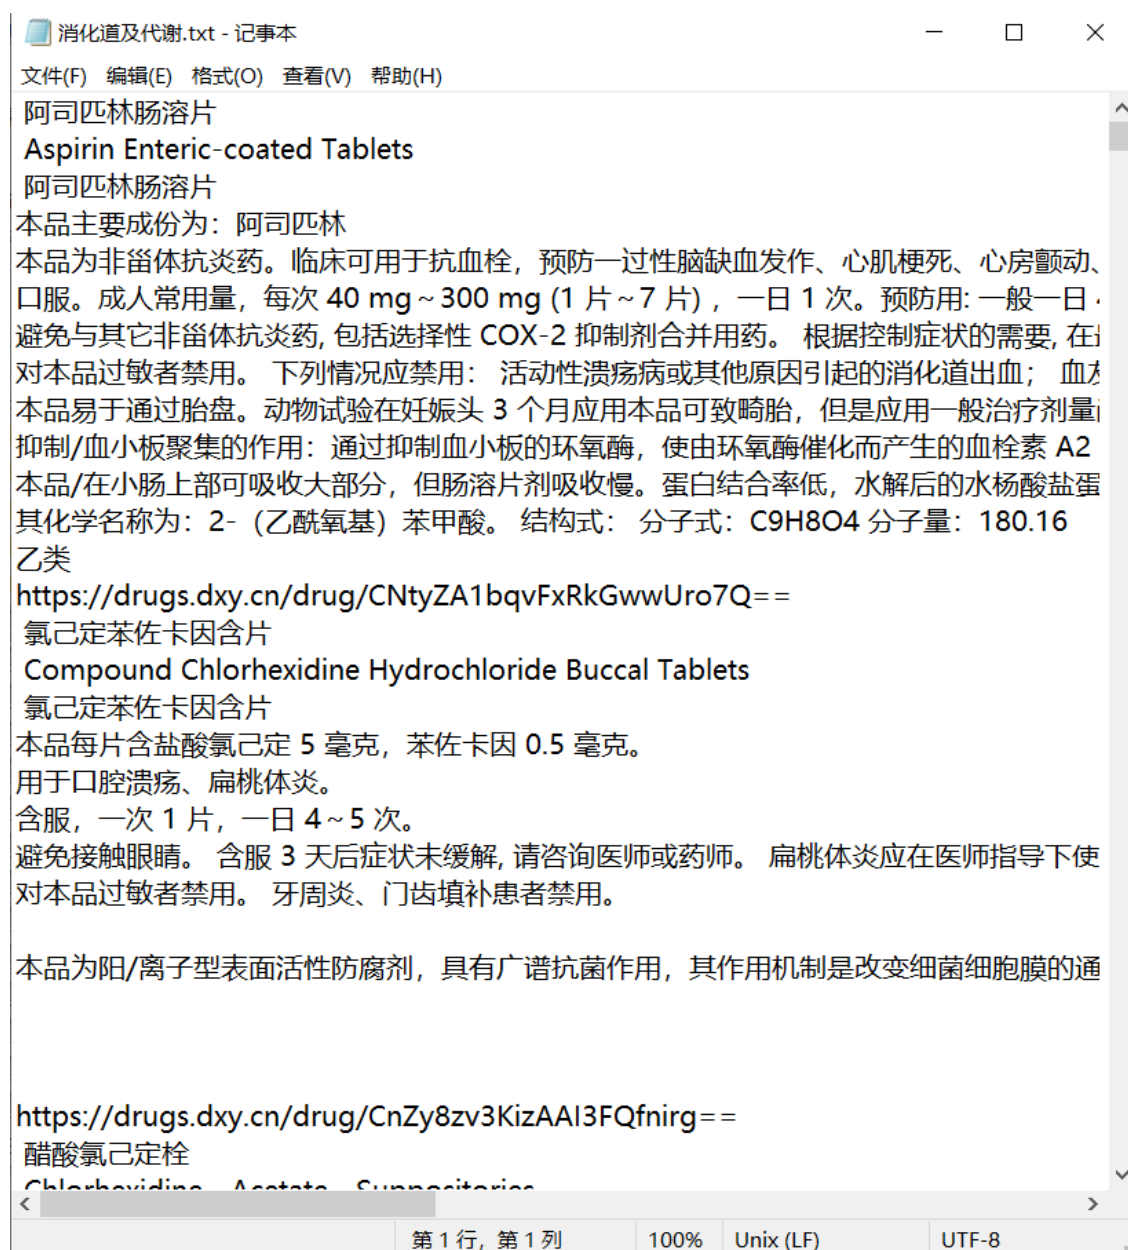 消化道及代谢.txt - 记事本
文件(F) 编辑(E) 格式(O) 查看(V) 帮助(H)
阿司匹林肠溶片
Aspirin Enteric-coated Tablets
阿司匹林肠溶片
本品主要成份为：阿司匹林
本品为非甾体抗炎药。临床可用于抗血栓，预防一过性脑缺血发作、心肌梗死、心房颤动、
口服。成人常用量，每次 40 mg～300 mg (1 片～7 片) ，一日 1 次。预防用: 一般一日
避免与其它非甾体抗炎药, 包括选择性 COX-2 抑制剂合并用药。 根据控制症状的需要, 在
对本品过敏者禁用。 下列情况应禁用： 活动性溃疡病或其他原因引起的消化道出血； 血
本品易于通过胎盘。动物试验在妊娠头 3 个月应用本品可致畸胎，但是应用一般治疗剂量
抑制/血小板聚集的作用：通过抑制血小板的环氧酶，使由环氧酶催化而产生的血栓素 A2
本品/在小肠上部可吸收大部分，但肠溶片剂吸收慢。蛋白结合率低，水解后的水杨酸盐蛋
其化学名称为：2-（乙酰氧基）苯甲酸。 结构式： 分子式：C9H8O4 分子量：180.16
乙类
https://drugs.dxy.cn/drug/CNtyZA1bqvFxRkGwwUro7Q==
氯己定苯佐卡因含片
Compound Chlorhexidine Hydrochloride Buccal Tablets
氯己定苯佐卡因含片
本品每片含盐酸氯己定 5 毫克，苯佐卡因 0.5 毫克。
用于口腔溃疡、扁桃体炎。
含服，一次 1 片，一日 4～5 次。
避免接触眼睛。 含服 3 天后症状未缓解, 请咨询医师或药师。 扁桃体炎应在医师指导下使
对本品过敏者禁用。 牙周炎、门齿填补患者禁用。
本品为阳/离子型表面活性防腐剂，具有广谱抗菌作用，其作用机制是改变细菌细胞膜的通
https://drugs.dxy.cn/drug/CnZy8zv3KizAAI3FQfnirg==
醋酸氯己定栓
Chlorhexidine Acetate Suppositories
第 1 行，第 1 列 100% Unix (LF) UTF-8